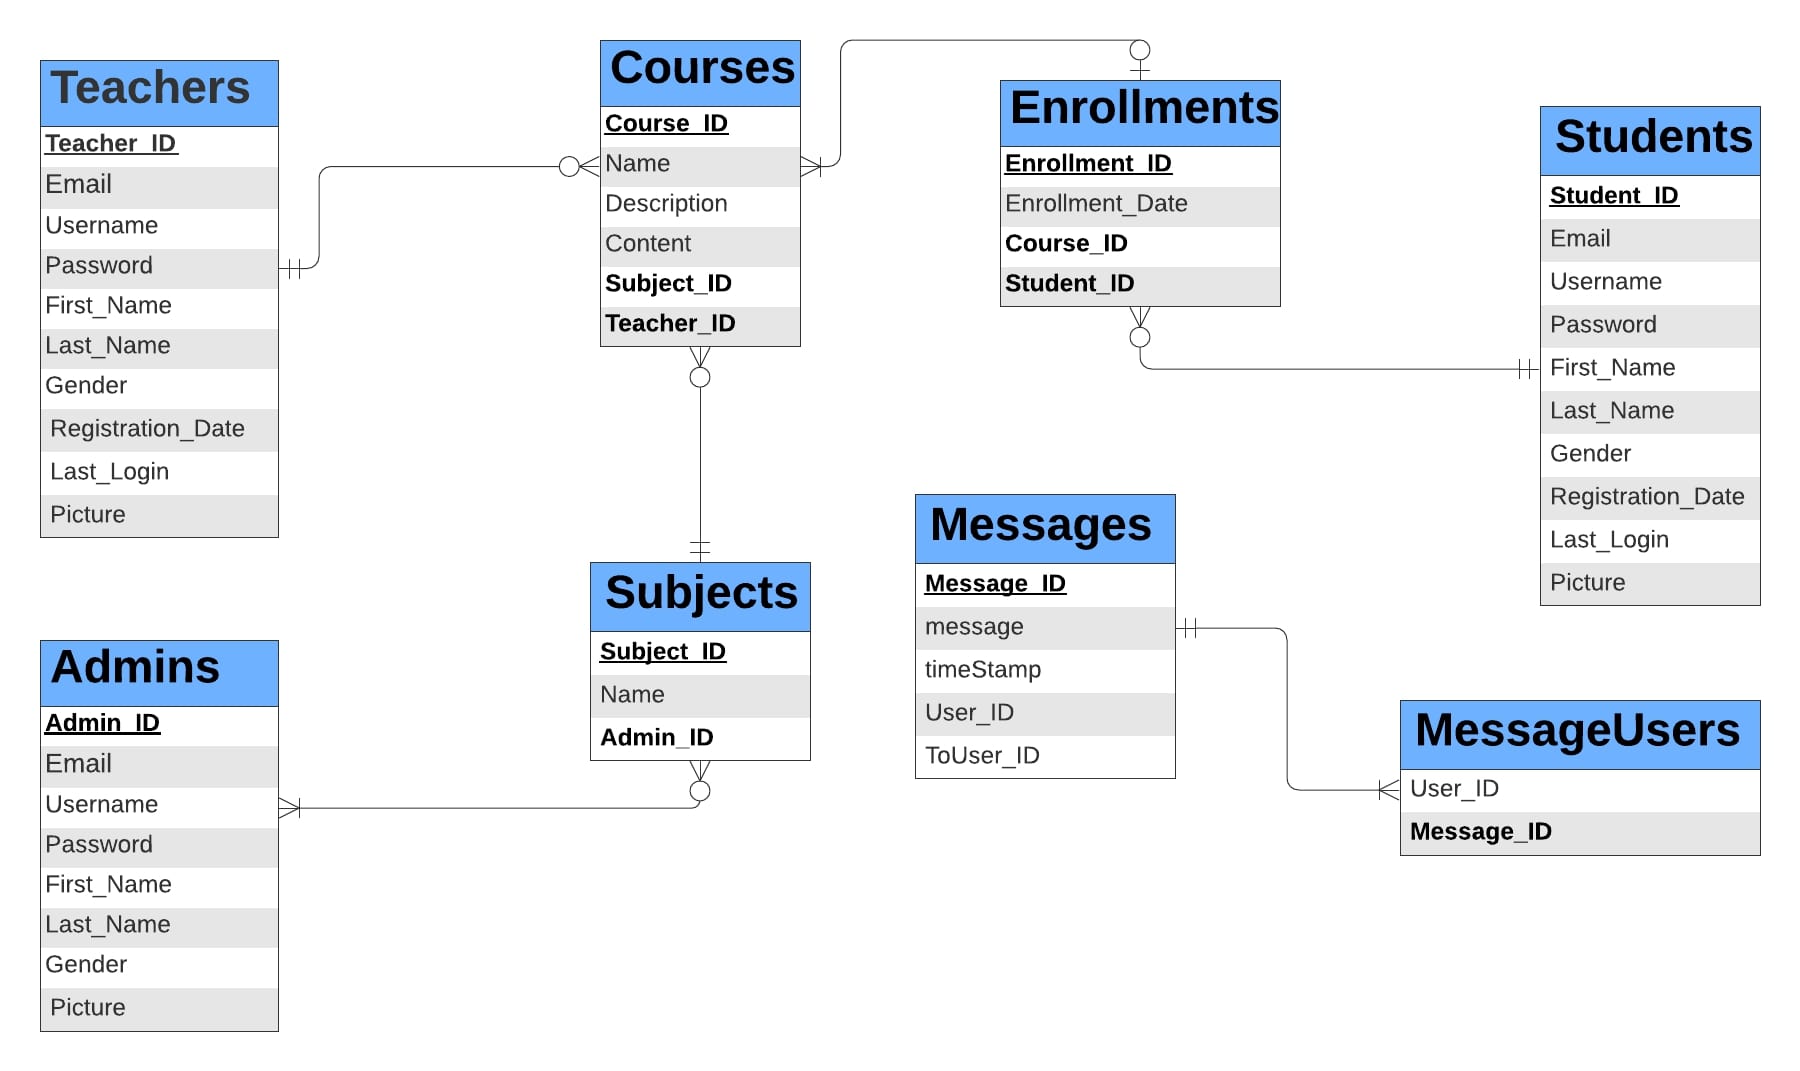 Teachers
Teacher_ID
Email
Username
Password
First_Name
Last_Name
Gender
Registration_Date
Last_Login
Picture
Courses
Course_ID
Name
Description
Content
Subject_ID
Teacher_ID
Enrollments
Enrollment_ID
Enrollment_Date
Course_ID
Student_ID
Students
Student_ID
Email
Username
Password
First_Name
Last_Name
Gender
Registration_Date
Last_Login
Picture
Admins
Admin_ID
Email
Username
Password
First_Name
Last_Name
Gender
Picture
Subjects
Subject_ID
Name
Admin_ID
Messages
Message_ID
message
timeStamp
User_ID
ToUser_ID
MessageUsers
User_ID
Message_ID